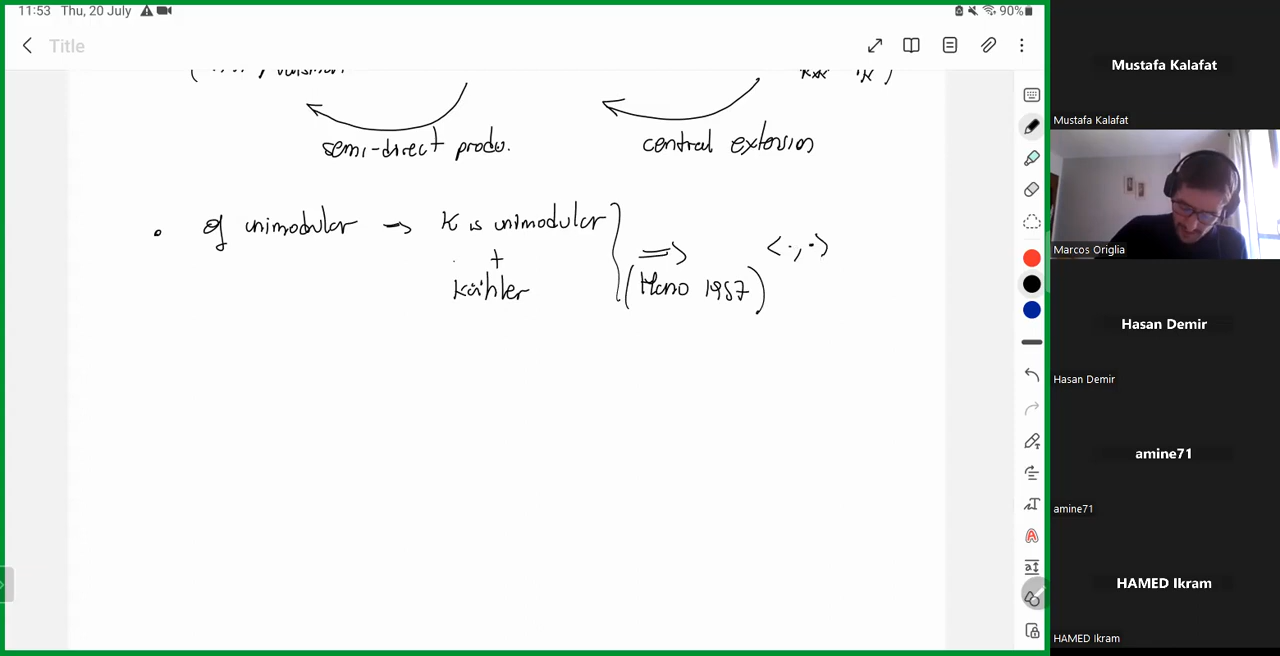 11:53 Thu, 20 July 90%
Title
semi-direct produ.
central extension
• g unimodular → K is unimodular
+
Kähler
⟹ <·,·>
(Hano 1957)
Mustafa Kalafat
Mustafa Kalafat
Marcos Origlia
Hasan Demir
Hasan Demir
amine71
amine71
HAMED Ikram
HAMED Ikram